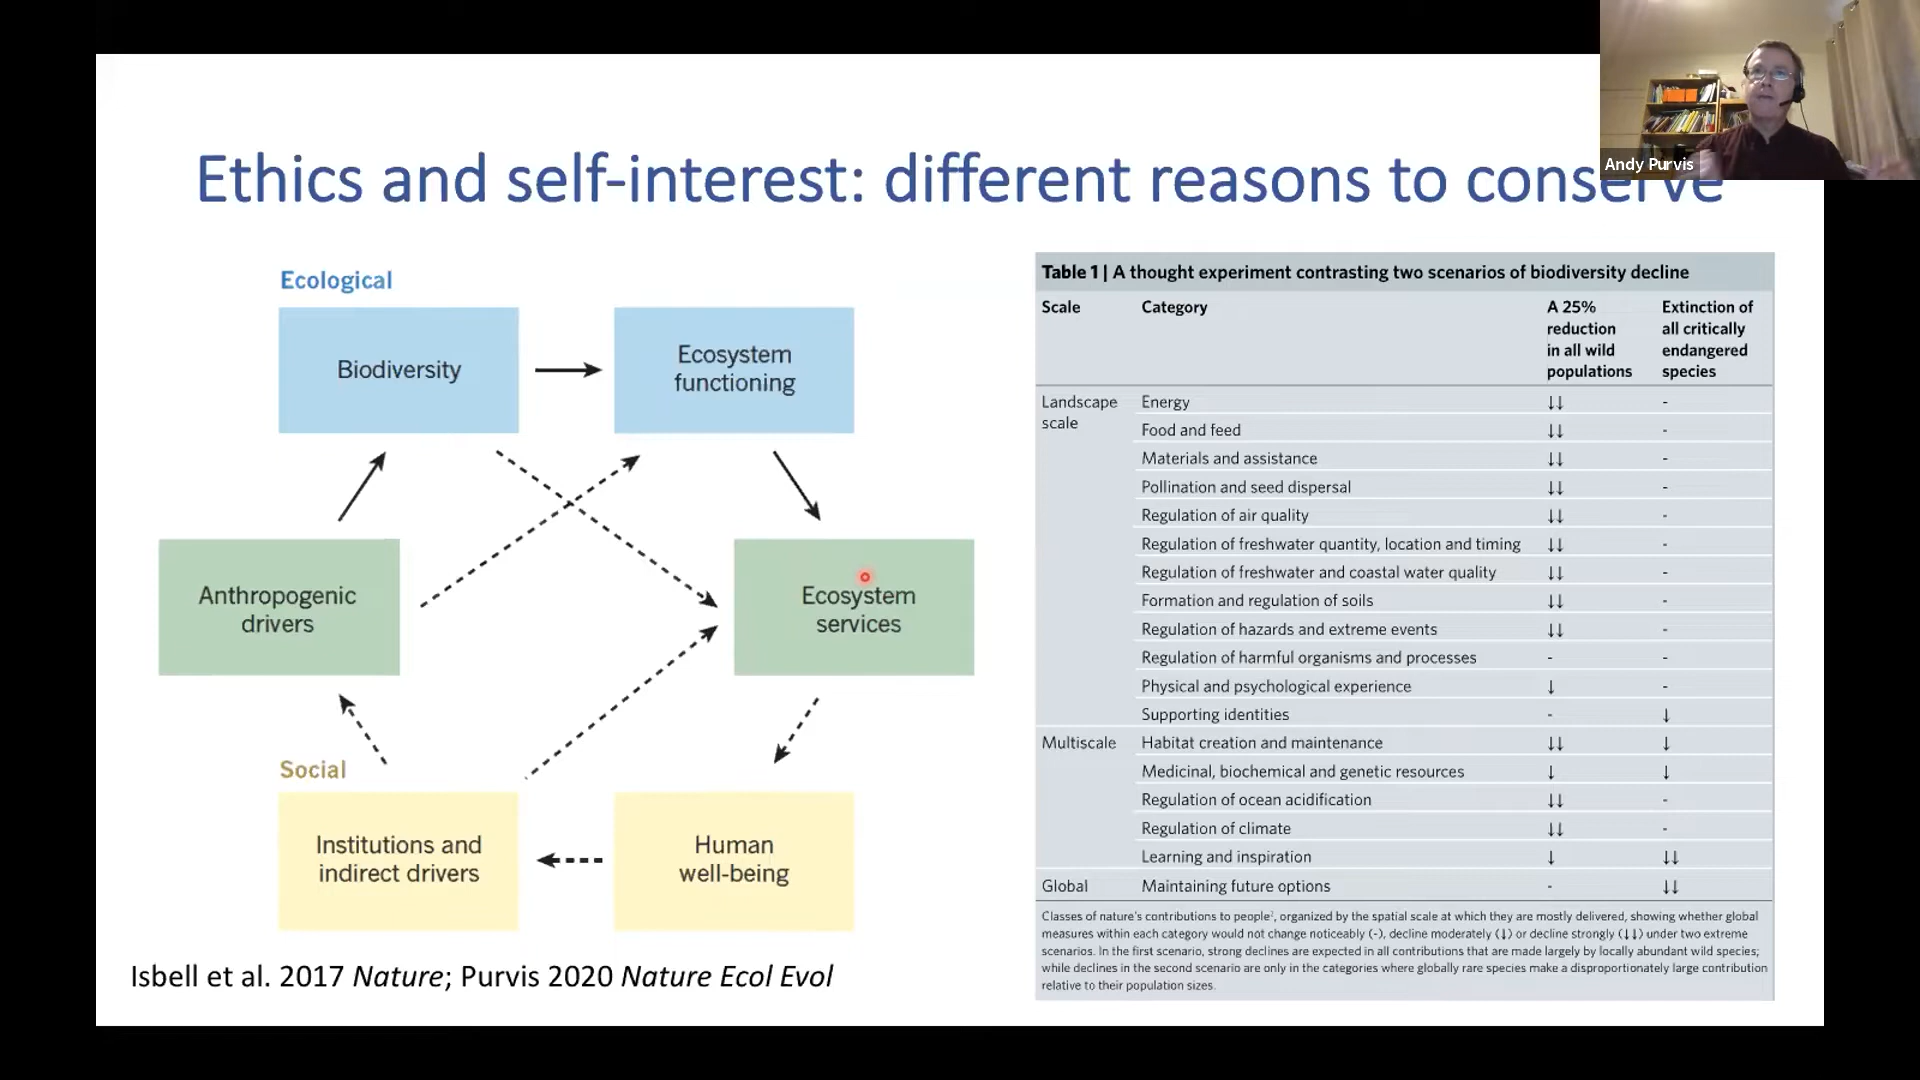 Andy Purvis
Ethics and self-interest: different reasons to conserve
Ecological
Biodiversity
Ecosystem
functioning
Anthropogenic
drivers
Ecosystem
services
Social
Institutions and
indirect drivers
Human
well-being
Isbell et al. 2017 Nature; Purvis 2020 Nature Ecol Evol
Table 1 | A thought experiment contrasting two scenarios of biodiversity decline
Scale Category A 25% reduction in all wild populations Extinction of all critically endangered species
Landscape scale Energy ↓↓ -
Food and feed ↓↓ -
Materials and assistance ↓↓ -
Pollination and seed dispersal ↓↓ -
Regulation of air quality ↓↓ -
Regulation of freshwater quantity, location and timing ↓↓ -
Regulation of freshwater and coastal water quality ↓↓ -
Formation and regulation of soils ↓↓ -
Regulation of hazards and extreme events ↓↓ -
Regulation of harmful organisms and processes - -
Physical and psychological experience ↓ -
Supporting identities - ↓
Multiscale Habitat creation and maintenance ↓↓ ↓
Medicinal, biochemical and genetic resources ↓ ↓
Regulation of ocean acidification ↓↓ -
Regulation of climate ↓↓ -
Learning and inspiration ↓ ↓↓
Global Maintaining future options - ↓↓
Classes of nature's contributions to people², organized by the spatial scale at which they are mostly delivered, showing whether global
measures within each category would not change noticeably (-), decline moderately (↓) or decline strongly (↓↓) under two extreme
scenarios. In the first scenario, strong declines are expected in all contributions that are made largely by locally abundant wild species;
while declines in the second scenario are only in the categories where globally rare species make a disproportionately large contribution
relative to their population sizes.